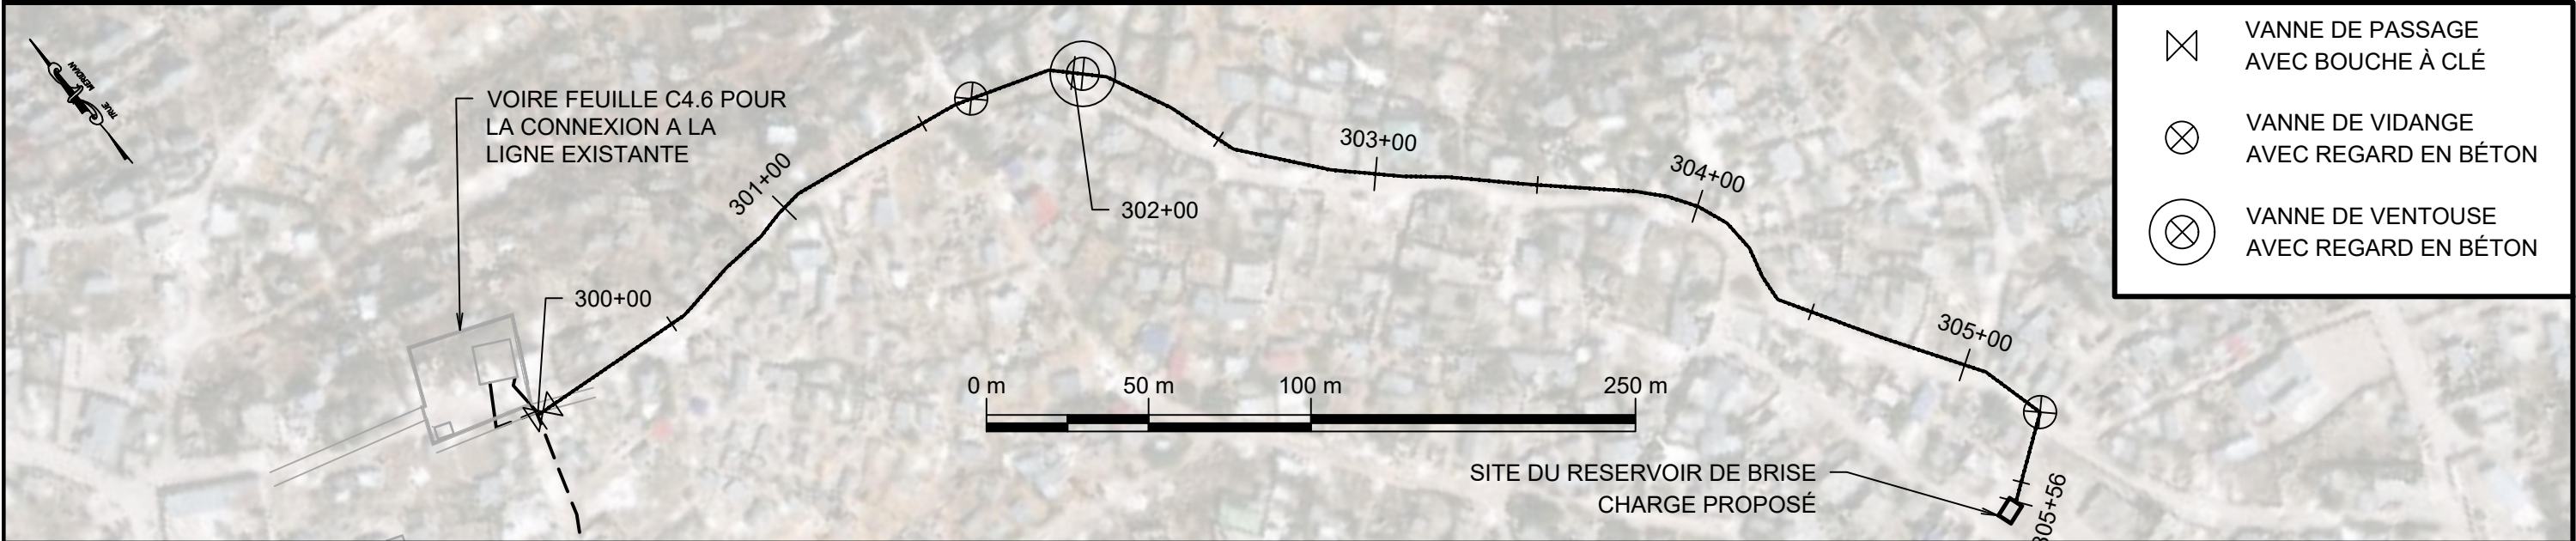 TRUE
MERIDIAN
VOIRE FEUILLE C4.6 POUR
LA CONNEXION A LA
LIGNE EXISTANTE
300+00
301+00
302+00
303+00
304+00
305+00
305+56
0 m
50 m
100 m
250 m
SITE DU RESERVOIR DE BRISE
CHARGE PROPOSÉ
VANNE DE PASSAGE
AVEC BOUCHE À CLÉ
VANNE DE VIDANGE
AVEC REGARD EN BÉTON
VANNE DE VENTOUSE
AVEC REGARD EN BÉTON